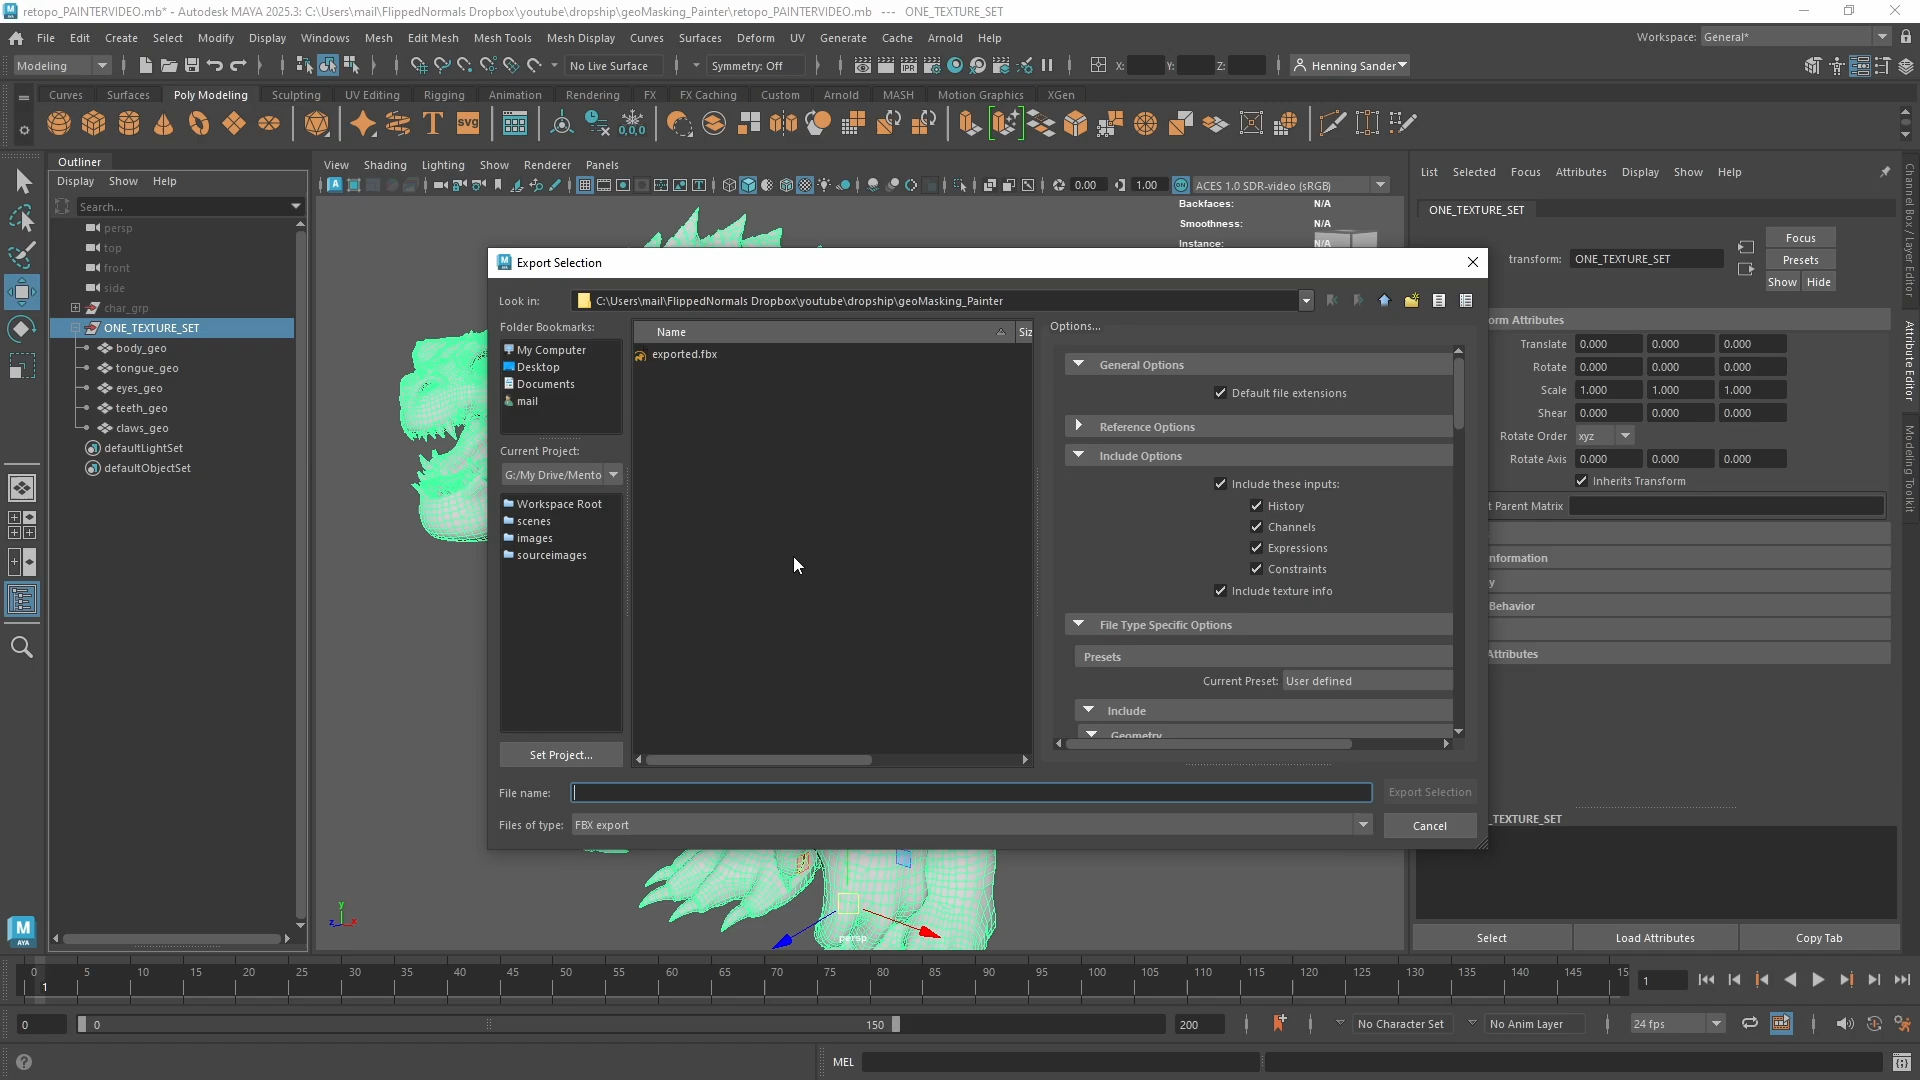 retopo_PAINTERVIDEO.mb* - Autodesk MAYA 2025.3: C:\Users\mail\FlippedNormals Dropbox\youtube\dropship\geoMasking_Painter\retopo_PAINTERVIDEO.mb --- ONE_TEXTURE_SET
File Edit Create Select Modify Display Windows Mesh Edit Mesh Mesh Tools Mesh Display Curves Surfaces Deform UV Generate Cache Arnold Help
Workspace: General*
Modeling
No Live Surface
Symmetry: Off
X: Y: Z:
Henning Sander
Curves Surfaces Poly Modeling Sculpting UV Editing Rigging Animation Rendering FX FX Caching Custom Arnold MASH Motion Graphics XGen
Outliner
Display Show Help
Search...
persp
top
front
side
char_grp
ONE_TEXTURE_SET
body_geo
tongue_geo
eyes_geo
teeth_geo
claws_geo
defaultLightSet
defaultObjectSet
View Shading Lighting Show Renderer Panels
0.00 1.00 ACES 1.0 SDR-video (sRGB)
Backfaces: N/A
Smoothness: N/A
Instance: N/A
Export Selection
Look in: C:\Users\mail\FlippedNormals Dropbox\youtube\dropship\geoMasking_Painter
Folder Bookmarks:
My Computer
Desktop
Documents
mail
Current Project:
G:/My Drive/Mento
Workspace Root
scenes
images
sourceimages
Set Project...
Name Siz
exported.fbx
Options...
General Options
Default file extensions
Reference Options
Include Options
Include these inputs:
History
Channels
Expressions
Constraints
Include texture info
File Type Specific Options
Presets
Current Preset: User defined
Include
Geometry
File name:
Export Selection
Files of type: FBX export
Cancel
List Selected Focus Attributes Display Show Help
ONE_TEXTURE_SET
transform: ONE_TEXTURE_SET
Focus
Presets
Show Hide
orm Attributes
Translate 0.000 0.000 0.000
Rotate 0.000 0.000 0.000
Scale 1.000 1.000 1.000
Shear 0.000 0.000 0.000
Rotate Order xyz
Rotate Axis 0.000 0.000 0.000
Inherits Transform
t Parent Matrix
nformation
y
Behavior
Attributes
_TEXTURE_SET
Select Load Attributes Copy Tab
Channel Box / Layer Editor
Attribute Editor
Modeling Toolkit
persp
y
z x
M
AYA
0 5 10 15 20 25 30 35 40 45 50 55 60 65 70 75 80 85 90 95 100 105 110 115 120 125 130 135 140 145 15
1
1
0 0 150 200
No Character Set No Anim Layer 24 fps
MEL